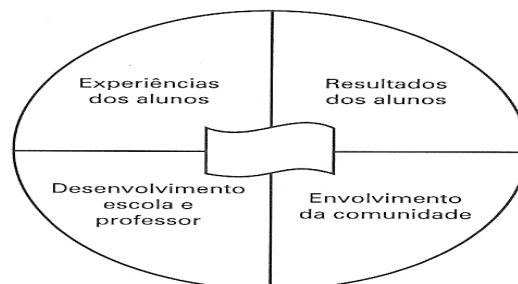 Experiências
dos alunos
Resultados
dos alunos
Desenvolvimento
escola e
professor
Envolvimento
da comunidade